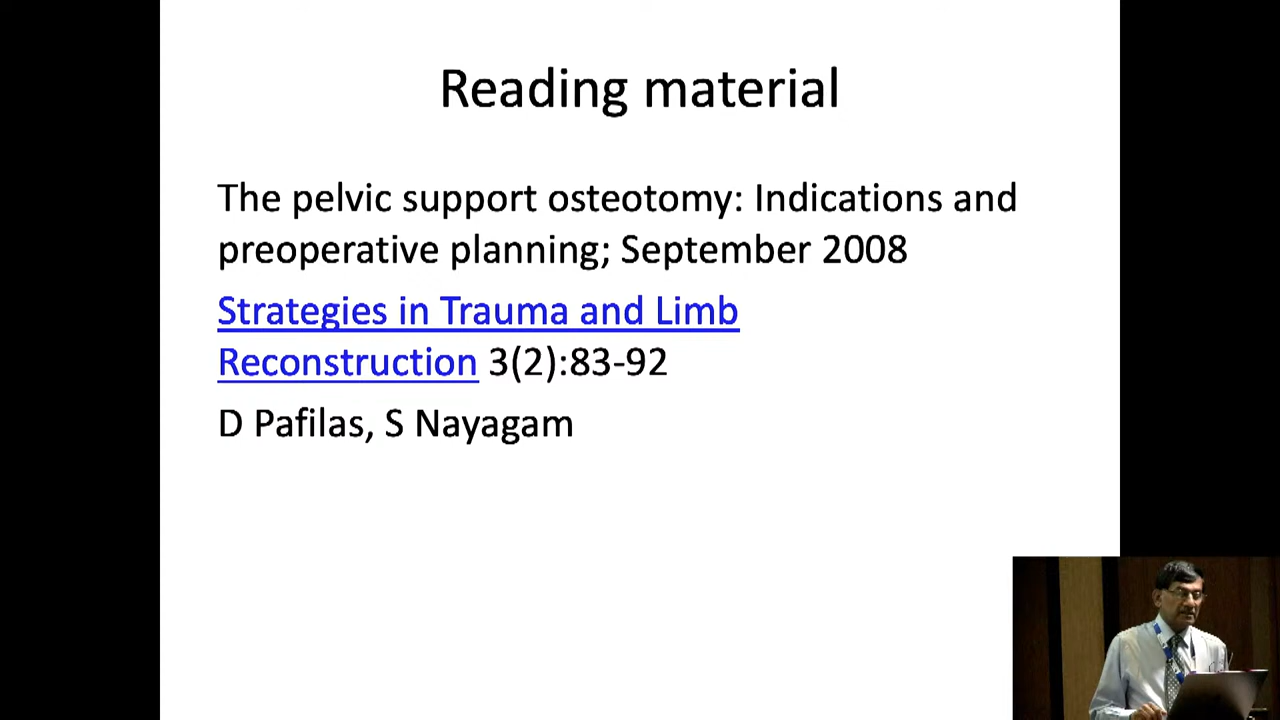 Reading material
The pelvic support osteotomy: Indications and
preoperative planning; September 2008
Strategies in Trauma and Limb
Reconstruction 3(2):83-92
D Pafilas, S Nayagam